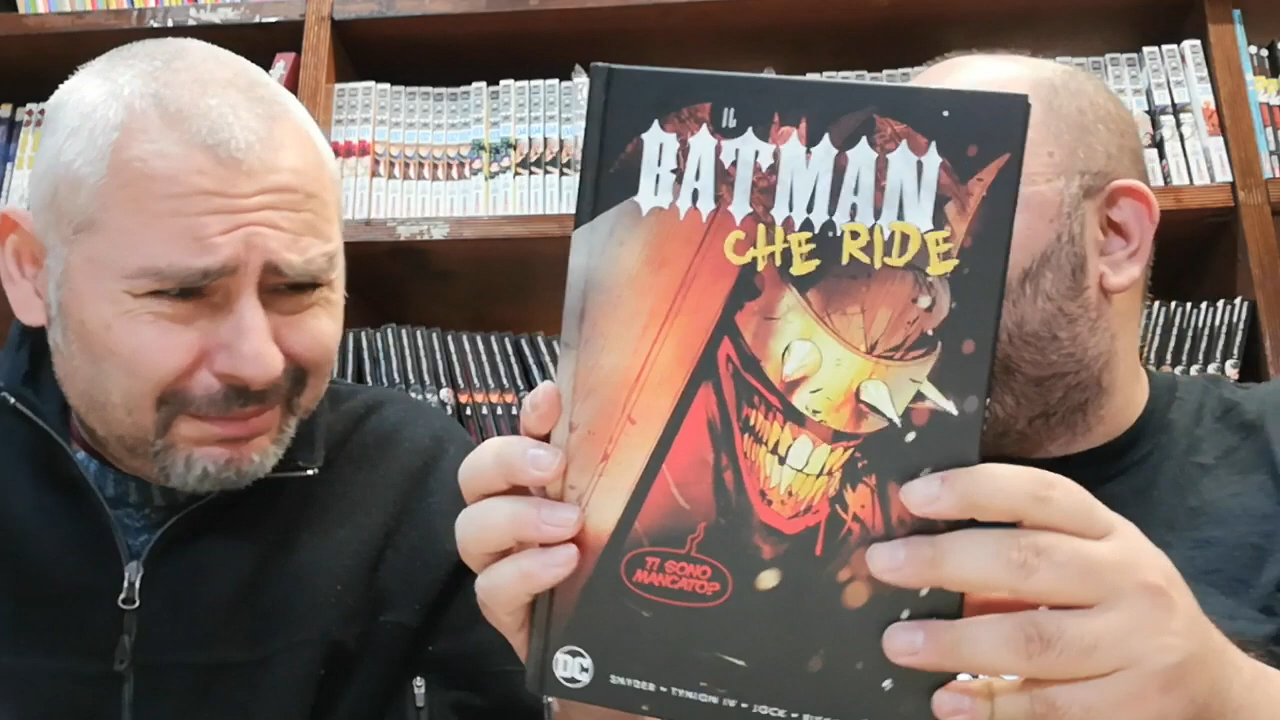 IL
BATMAN
CHE RIDE
TI SONO
MANCATO?
DC
SNYDER - TYNION IV - JOCK -